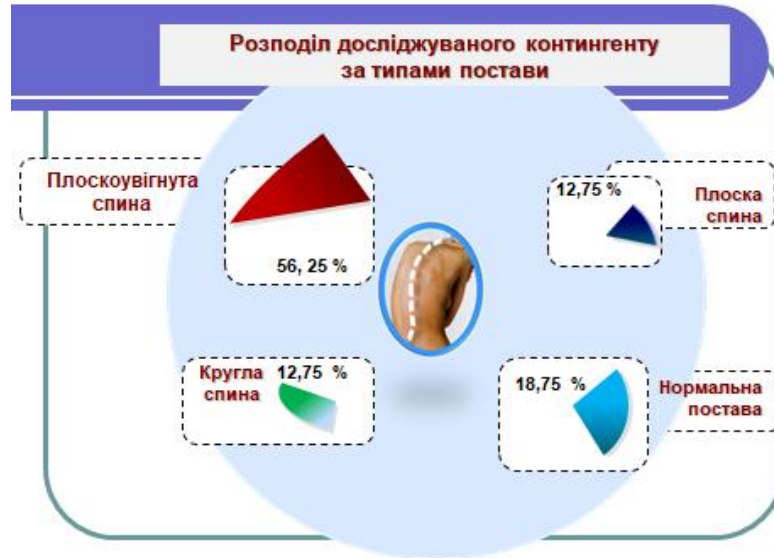 Розподіл досліджуваного контингенту
за типами постави
Плоскоувігнута
спина
56, 25 %
12,75 %
Плоска
спина
Кругла
спина
12,75 %
18,75 %
Нормальна
постава